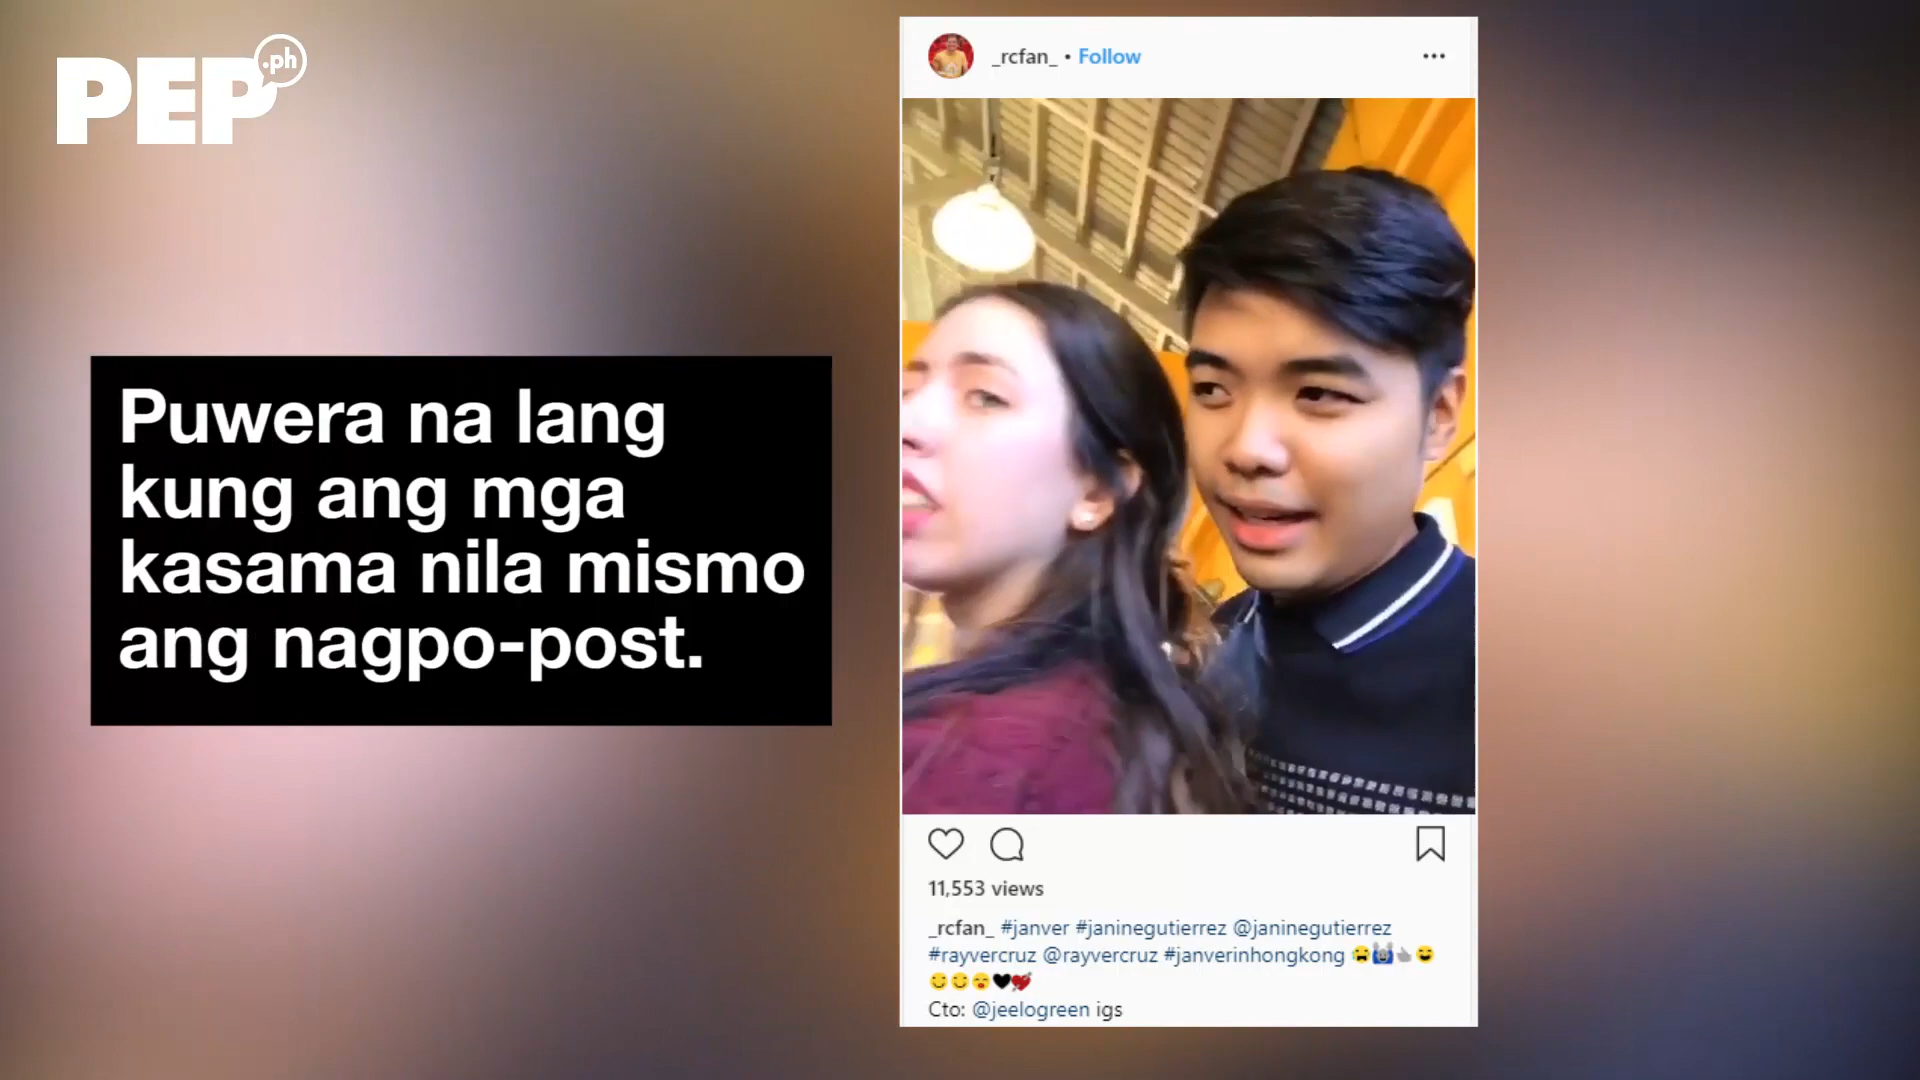 PEP.ph
Puwera na lang
kung ang mga
kasama nila mismo
ang nagpo-post.
_rcfan_ • Follow
11,553 views
_rcfan_ #janver #janinegutierrez @janinegutierrez
#rayvercruz @rayvercruz #janverinhongkong 😭🙌👍😄
😊😊😚🖤💘
Cto: @jeelogreen igs